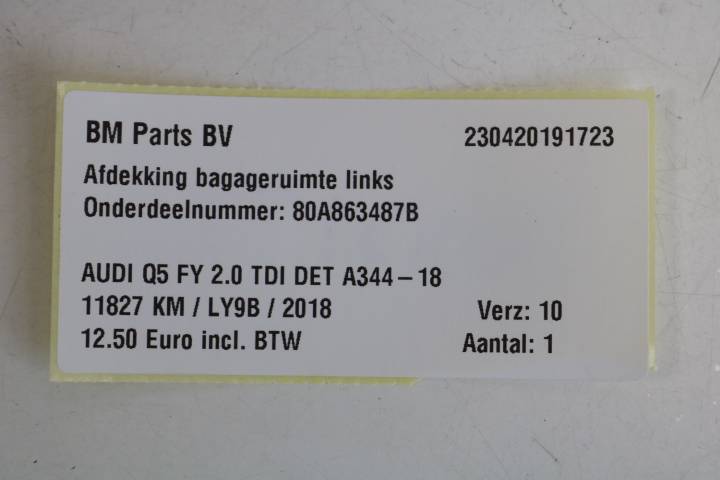 BM Parts BV 230420191723
Afdekking bagageruimte links
Onderdeelnummer: 80A863487B
AUDI Q5 FY 2.0 TDI DET A344-18
11827 KM / LY9B / 2018 Verz: 10
12.50 Euro incl. BTW Aantal: 1